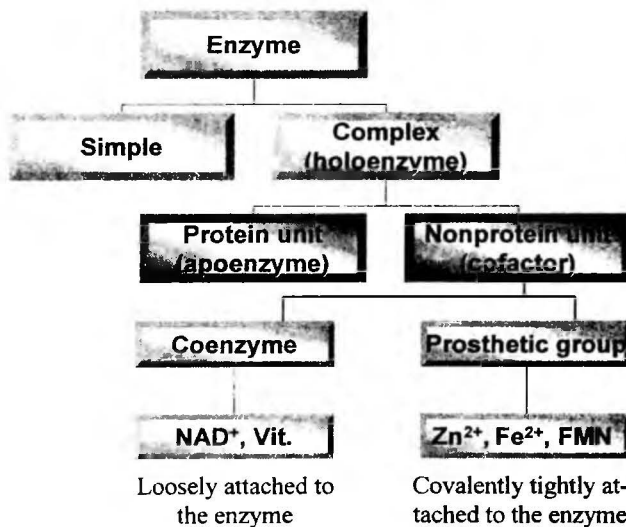 Enzyme
Simple
Complex
(holoenzyme)
Protein unit
(apoenzyme)
Nonprotein unit
(cofactor)
Coenzyme
Prosthetic group
NAD⁺, Vit.
Zn²⁺, Fe²⁺, FMN
Loosely attached to
the enzyme
Covalently tightly at-
tached to the enzyme